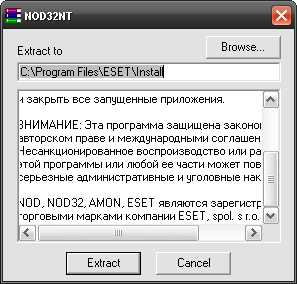 NOD32NT
Extract to
Browse...
C:\Program Files\ESET\Install
и закрыть все запущенные приложения.
ВНИМАНИЕ: Эта программа защищена законо
авторском праве и международными соглашен
Несанкционированное воспроизводство или ра
этой программы или любой ее части может пов
серьезные административные и уголовные нак
NOD, NOD32, AMON, ESET являются зарегистр
торговыми марками компании ESET, spol. s r.o.
Extract
Cancel